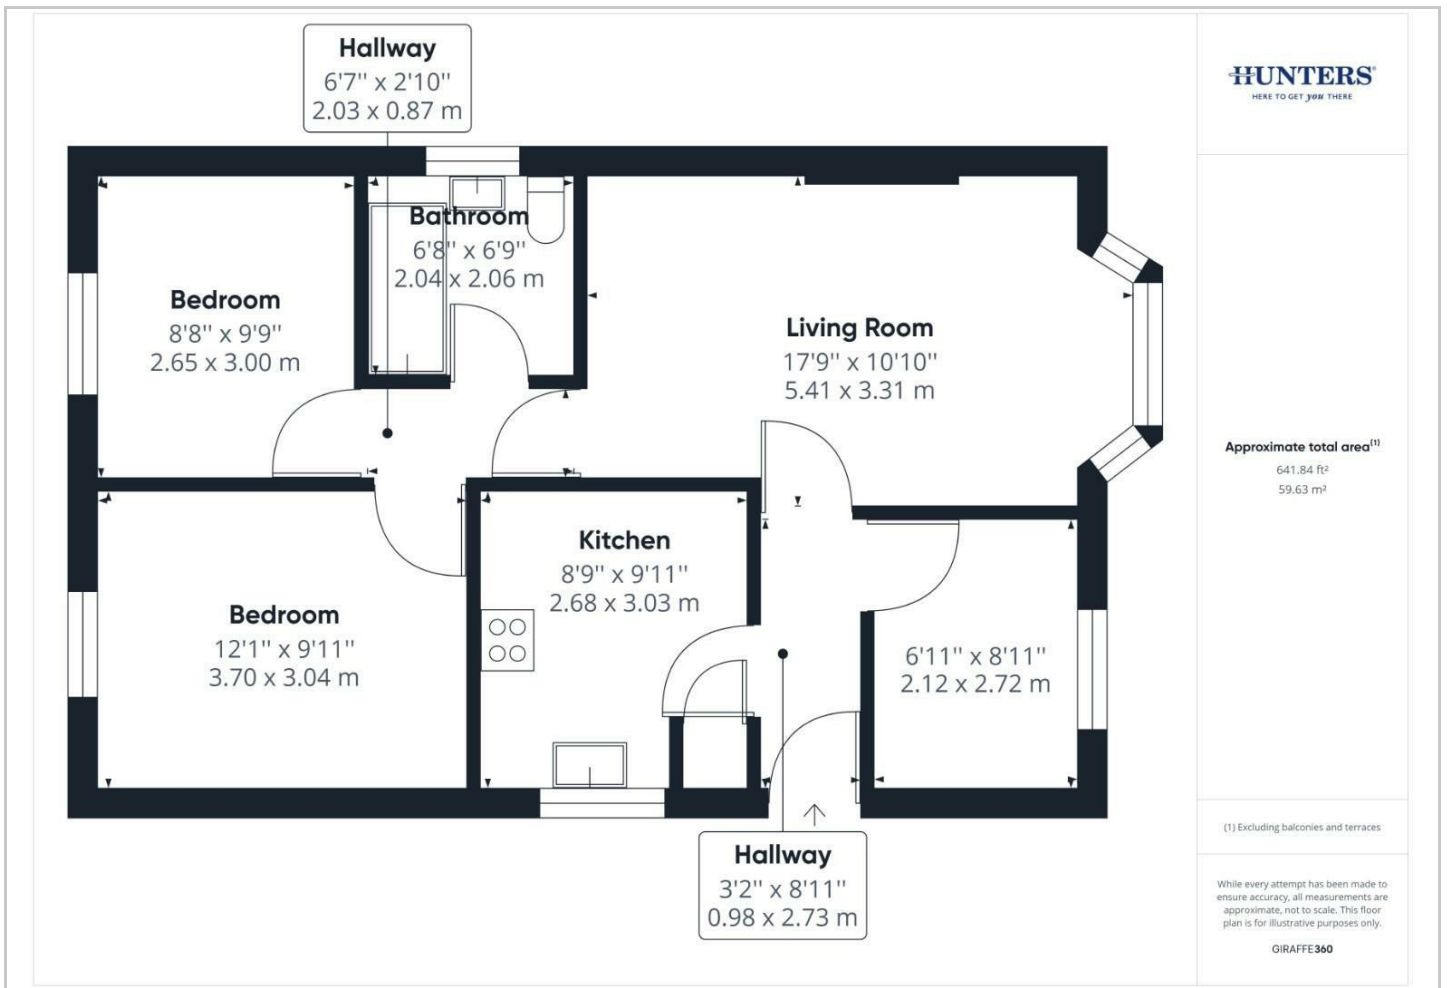 Hallway
6'7" x 2'10"
2.03 x 0.87 m
Bathroom
6'8" x 6'9"
2.04 x 2.06 m
Bedroom
8'8" x 9'9"
2.65 x 3.00 m
Living Room
17'9" x 10'10"
5.41 x 3.31 m
Kitchen
8'9" x 9'11"
2.68 x 3.03 m
Bedroom
12'1" x 9'11"
3.70 x 3.04 m
6'11" x 8'11"
2.12 x 2.72 m
Hallway
3'2" x 8'11"
0.98 x 2.73 m
HUNTERS®
HERE TO GET you THERE
Approximate total area(1)
641.84 ft²
59.63 m²
(1) Excluding balconies and terraces
While every attempt has been made to
ensure accuracy, all measurements are
approximate, not to scale. This floor
plan is for illustrative purposes only.
GIRAFFE360